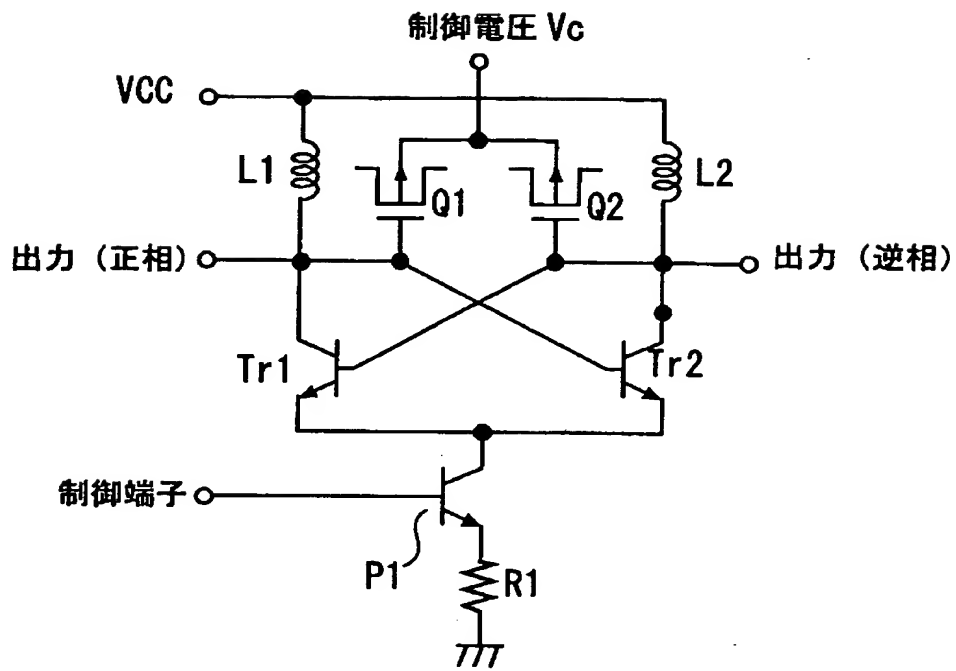 制御電圧 Vc
VCC
L1
Q1
Q2
L2
出力（正相）
出力（逆相）
Tr1
Tr2
制御端子
P1
R1